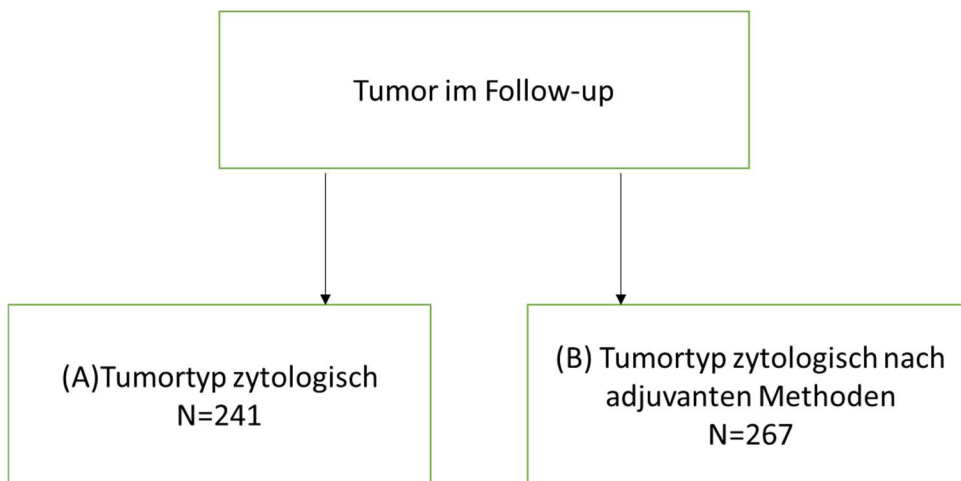 Tumor im Follow-up
(A)Tumortyp zytologisch
N=241
(B) Tumortyp zytologisch nach
adjuvanten Methoden
N=267